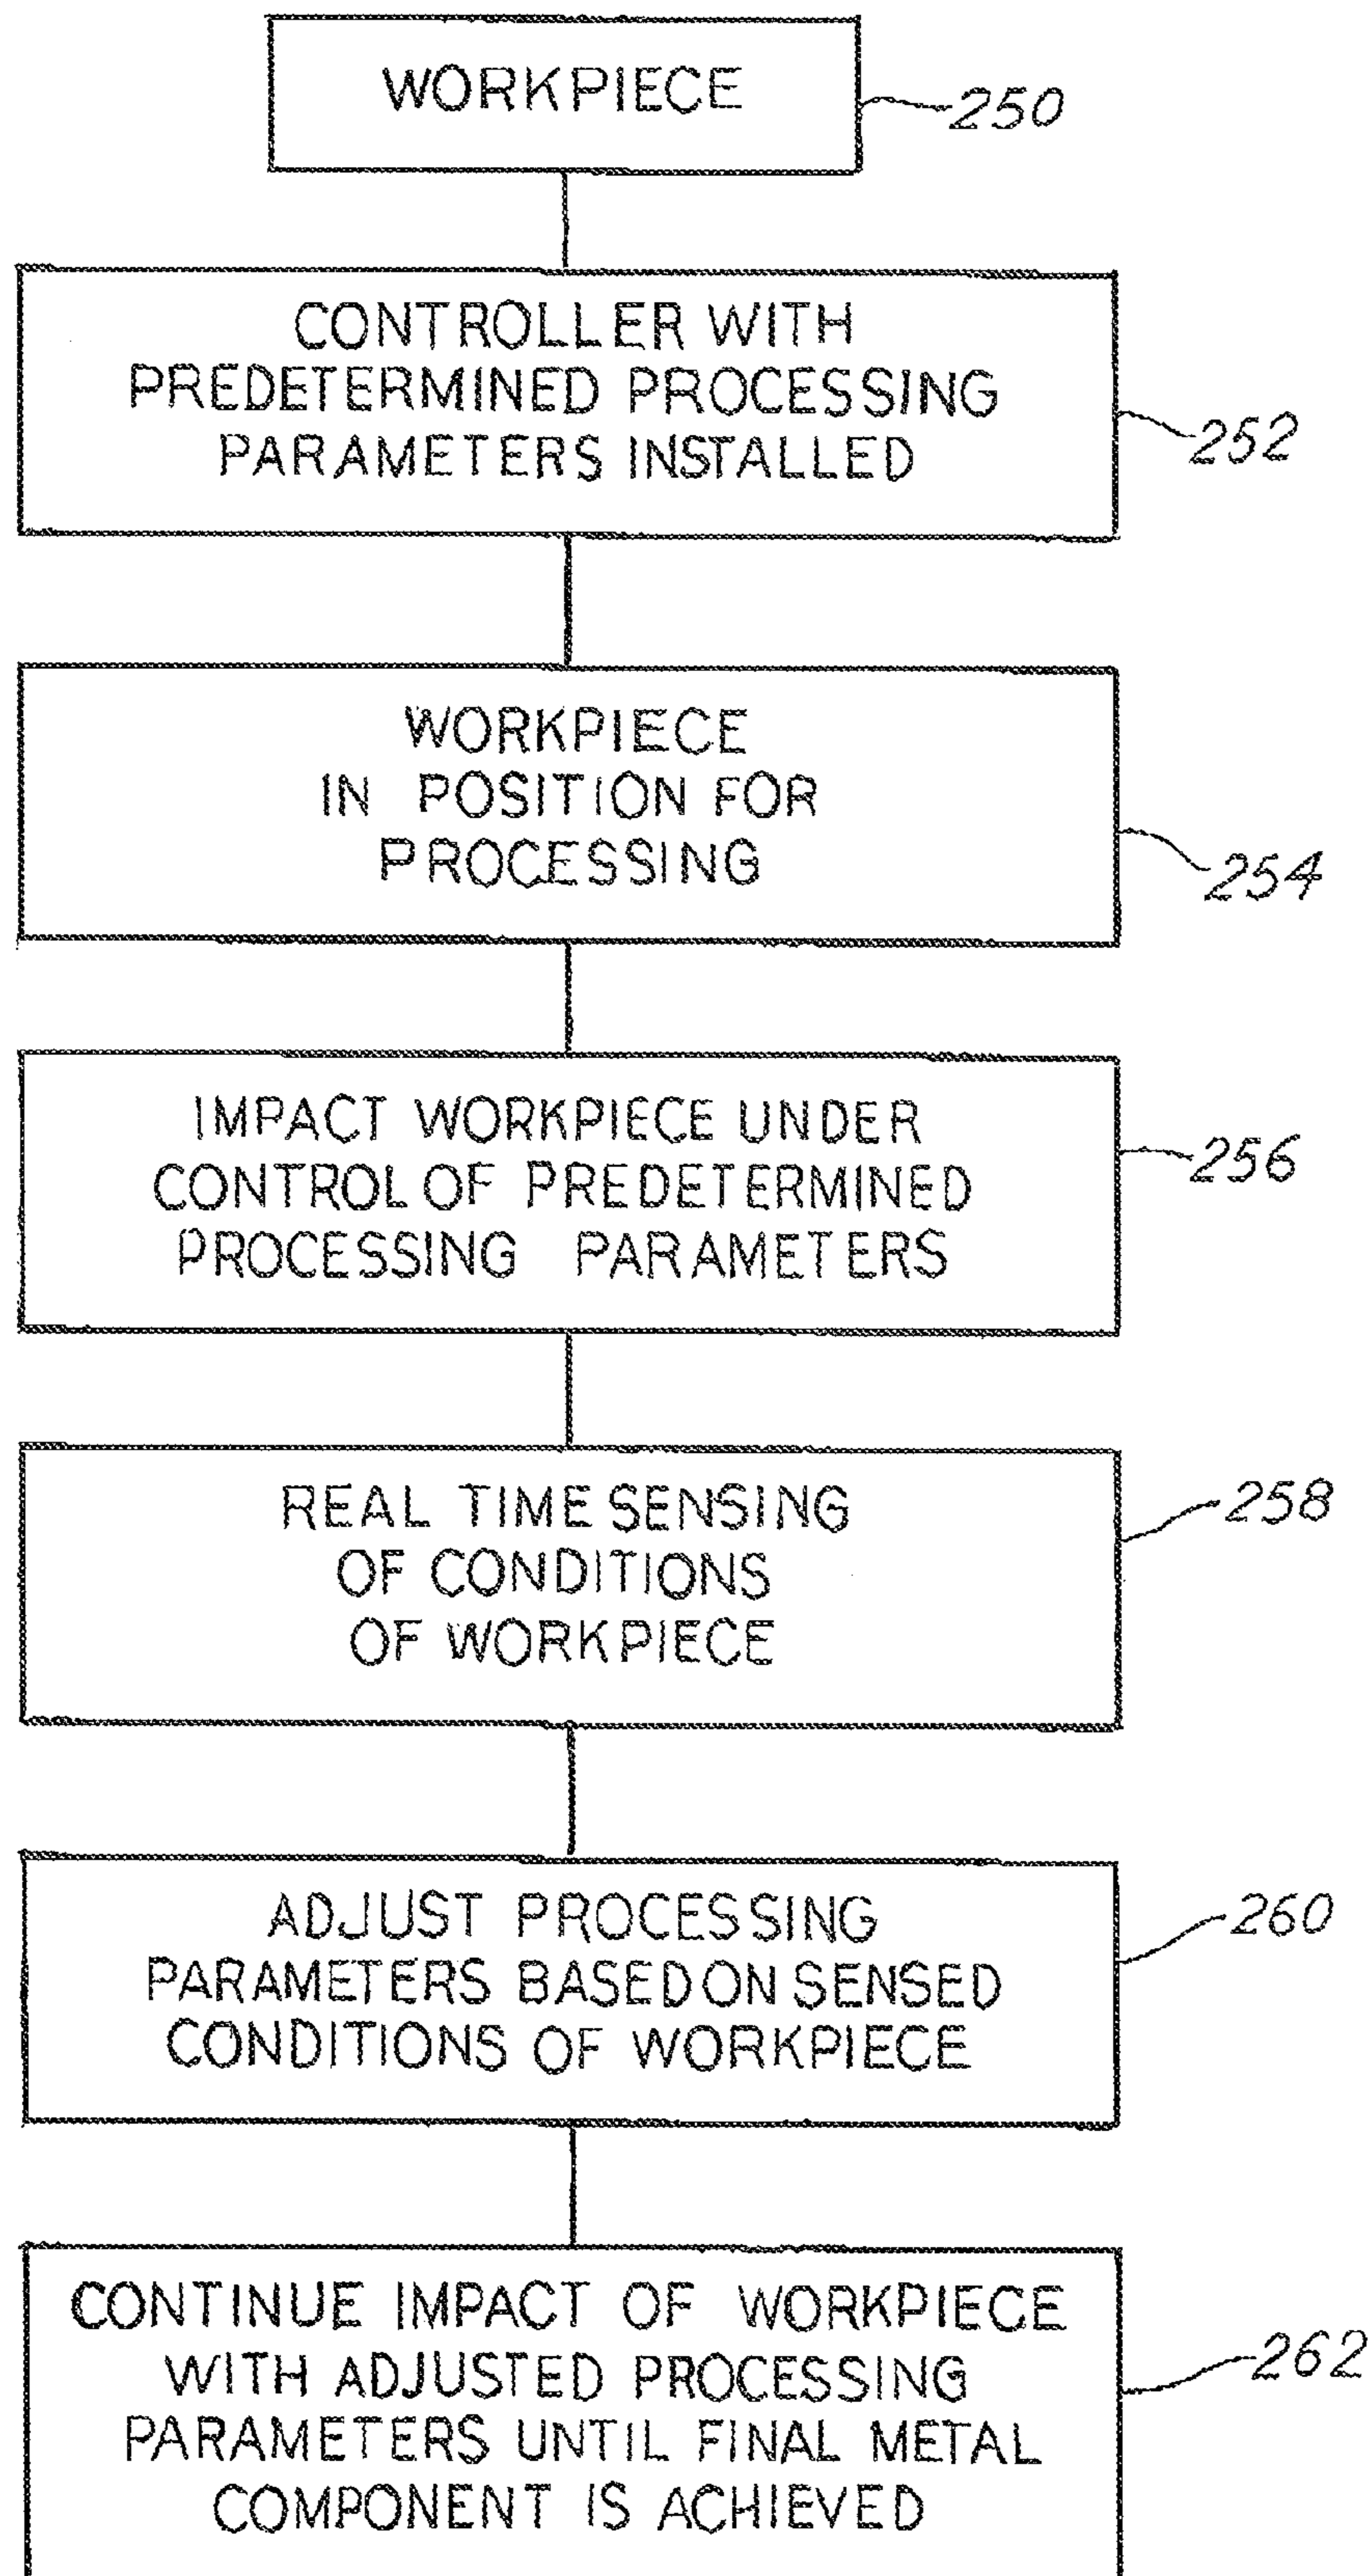 WORKPIECE
250
CONTROLLER WITH
PREDETERMINED PROCESSING
PARAMETERS INSTALLED
252
WORKPIECE
IN POSITION FOR
PROCESSING
254
IMPACT WORKPIECE UNDER
CONTROL OF PREDETERMINED
PROCESSING PARAMETERS
256
REAL TIME SENSING
OF CONDITIONS
OF WORKPIECE
258
ADJUST PROCESSING
PARAMETERS BASED ON SENSED
CONDITIONS OF WORKPIECE
260
CONTINUE IMPACT OF WORKPIECE
WITH ADJUSTED PROCESSING
PARAMETERS UNTIL FINAL METAL
COMPONENT IS ACHIEVED
262